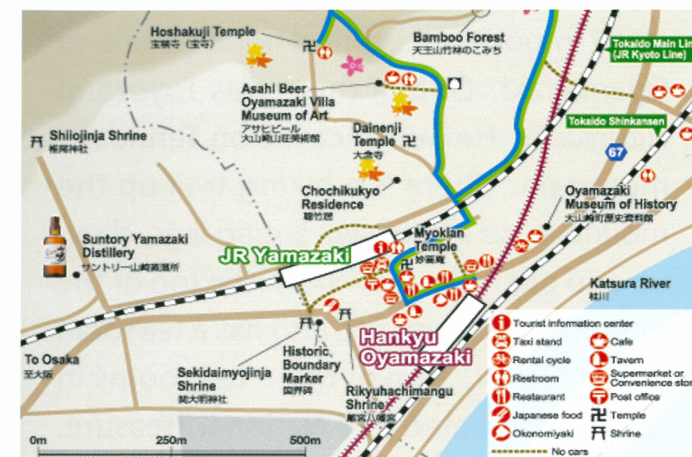 Hoshakuji Temple
宝積寺（宝寺）
Bamboo Forest
天王山竹林のこみち
Tokaido Main Lin
(JR Kyoto Line)
Asahi Beer
Oyamazaki Villa
Museum of Art
アサヒビール
大山崎山荘美術館
Tokaido Shinkansen
Dainenji
Temple
大念寺
67
Shiiojinja Shrine
椎尾神社
Chochikukyo
Residence
聴竹居
Oyamazaki
Museum of History
大山崎町歴史資料館
Myokian
Temple
妙喜庵
Suntory Yamazaki
Distillery
サントリー山崎蒸溜所
JR Yamazaki
Katsura River
桂川
Hankyu
Oyamazaki
To Osaka
至大阪
Sekidaimyojinja
Shrine
関大明神社
Historic
Boundary
Marker
国界碑
Rikyuhachimangu
Shrine
離宮八幡宮
Tourist information center
Taxi stand
Cafe
Rental cycle
Tavern
Restroom
Supermarket or
Convenience stor
Restaurant
Post office
Japanese food
Temple
Okonomiyaki
Shrine
No cars
0m
250m
500m